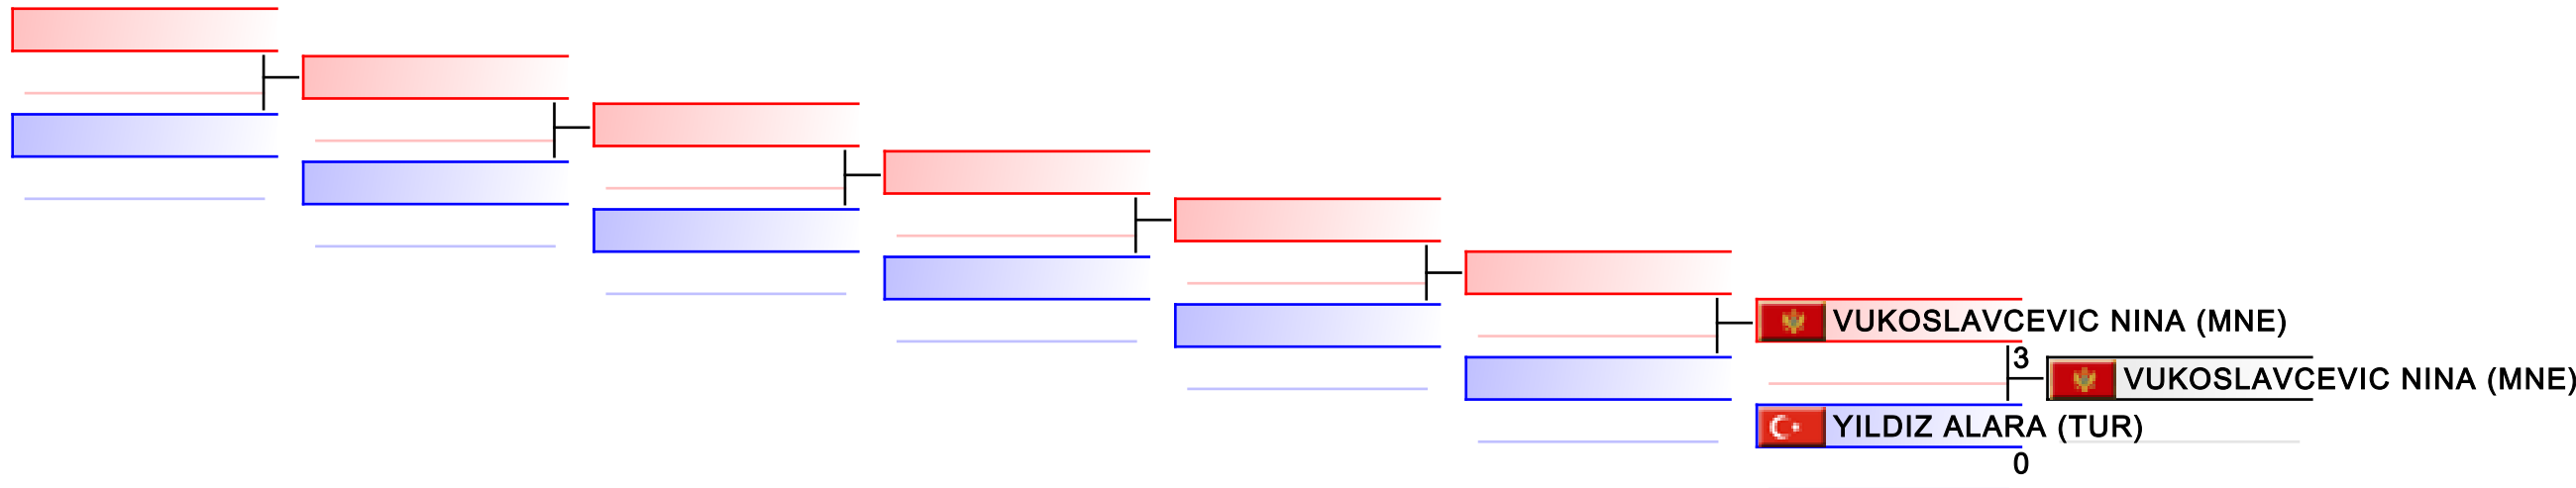 VUKOSLAVCEVIC NINA (MNE)
3
VUKOSLAVCEVIC NINA (MNE)
YILDIZ ALARA (TUR)
0